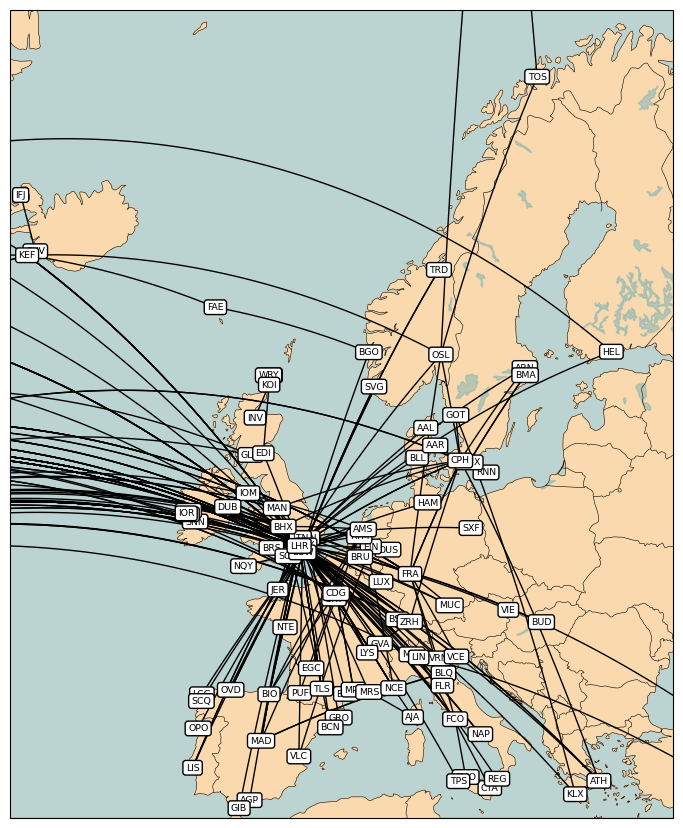 TOS
IFJ
KEF
TRD
FAE
BGO
OSL
HEL
BMA
KOI
SVG
INV
GOT
AAL
AAR
EDI
BLL
CPH
RNN
IOM
HAM
DUB
MAN
IOR
SNN
BHX
AMS
SXF
LHR
BRS
BRU
DUS
NQY
FRA
LUX
JER
CDG
MUC
VIE
ZRH
BUD
NTE
GVA
LYS
LIN
VRN
VCE
EGC
BLQ
FLR
OVD
BIO
PUF
TLS
MRS
NCE
SCQ
GRO
AJA
FCO
OPO
BCN
NAP
MAD
VLC
LIS
TPS
REG
CTA
ATH
KLX
AGP
GIB